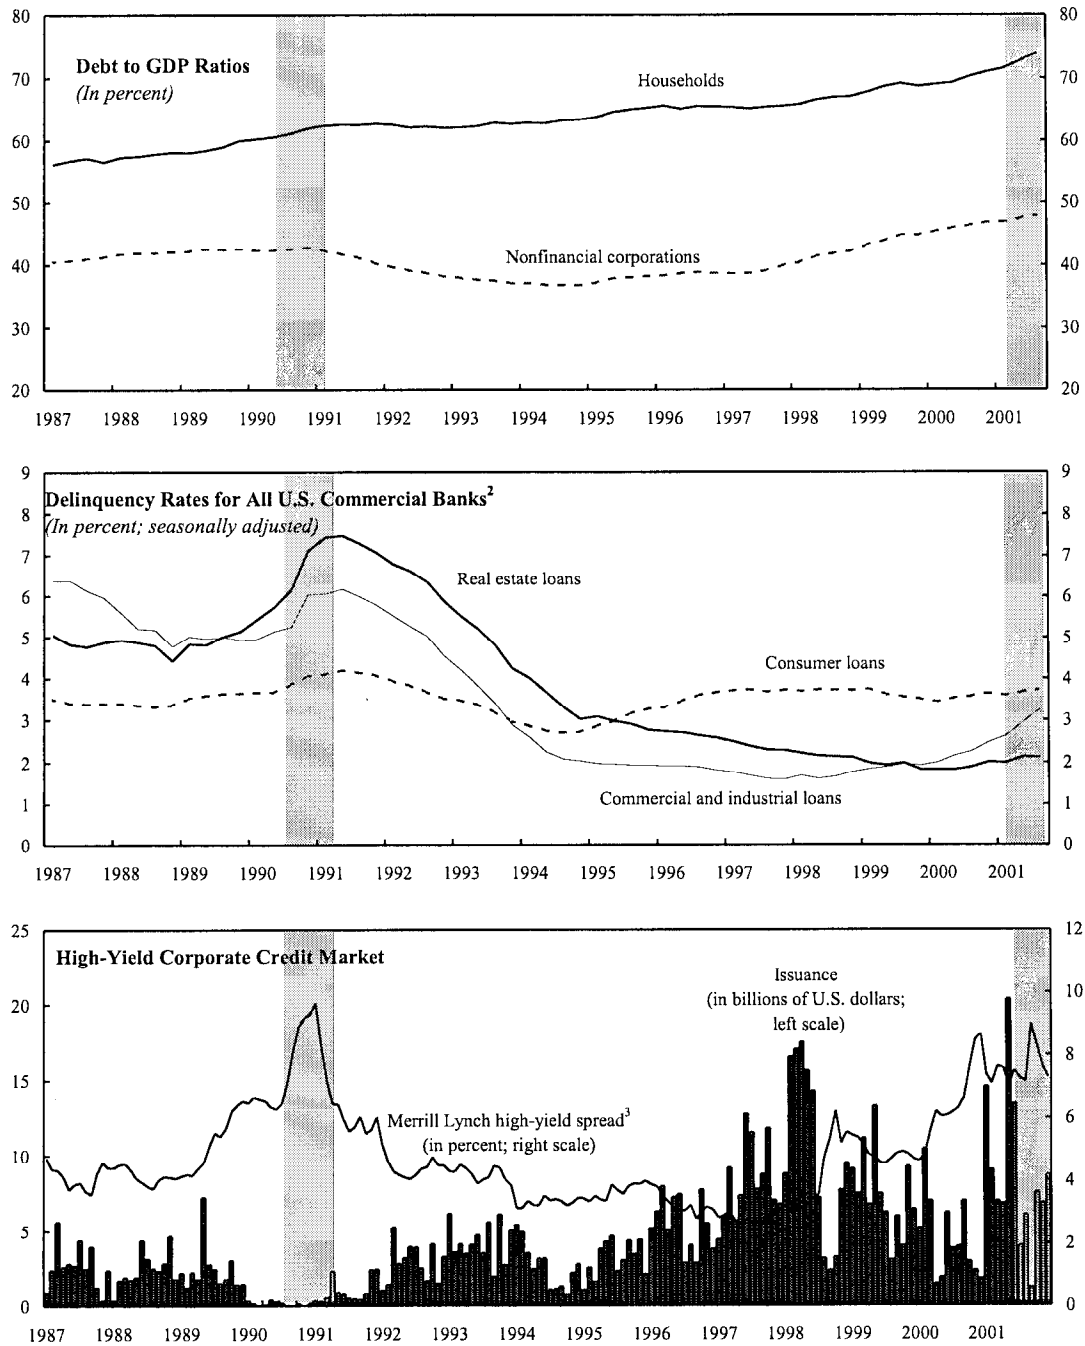 Debt to GDP Ratios
(In percent)
Households
Nonfinancial corporations
80
70
60
50
40
30
20
80
70
60
50
40
30
20
1987 1988 1989 1990 1991 1992 1993 1994 1995 1996 1997 1998 1999 2000 2001
Delinquency Rates for All U.S. Commercial Banks2
(In percent; seasonally adjusted)
Real estate loans
Consumer loans
Commercial and industrial loans
9
8
7
6
5
4
3
2
1
0
9
8
7
6
5
4
3
2
1
0
1987 1988 1989 1990 1991 1992 1993 1994 1995 1996 1997 1998 1999 2000 2001
High-Yield Corporate Credit Market
Issuance
(in billions of U.S. dollars;
left scale)
Merrill Lynch high-yield spread3
(in percent; right scale)
25
20
15
10
5
0
12
10
8
6
4
2
0
1987 1988 1989 1990 1991 1992 1993 1994 1995 1996 1997 1998 1999 2000 2001